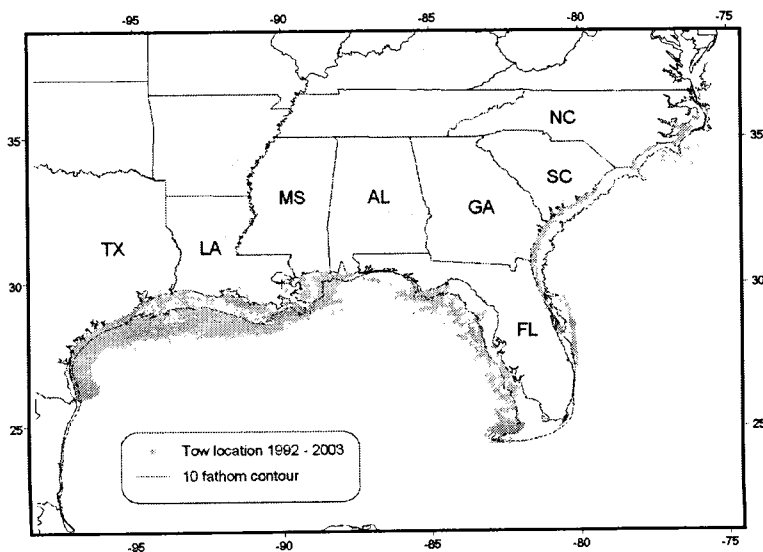 -95 -90 -85 -80 -75
35 NC 35
MS AL GA SC
TX LA
30 30
FL
25 25
Tow location 1992 - 2003
10 fathom contour
-95 -90 -85 -80 -75